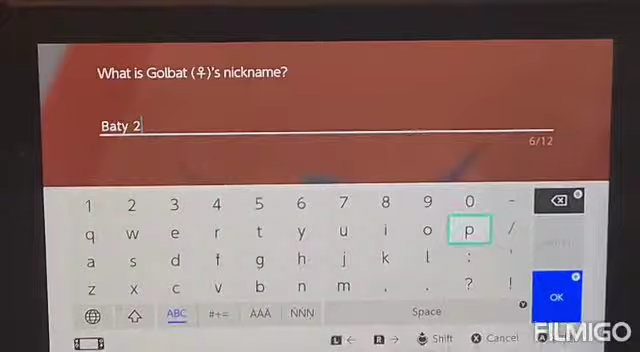 What is Golbat (♀)'s nickname?
Baty 2
6/12
1 2 3 4 5 6 7 8 9 0 -
q w e r t y u i o p /
a s d f g h j k l : '
z x c v b n m , . ? !
OK
ABC #+= ÀÄÂ ÑÑÑ Space
L ← R → Shift X Cancel A
FILMIGO